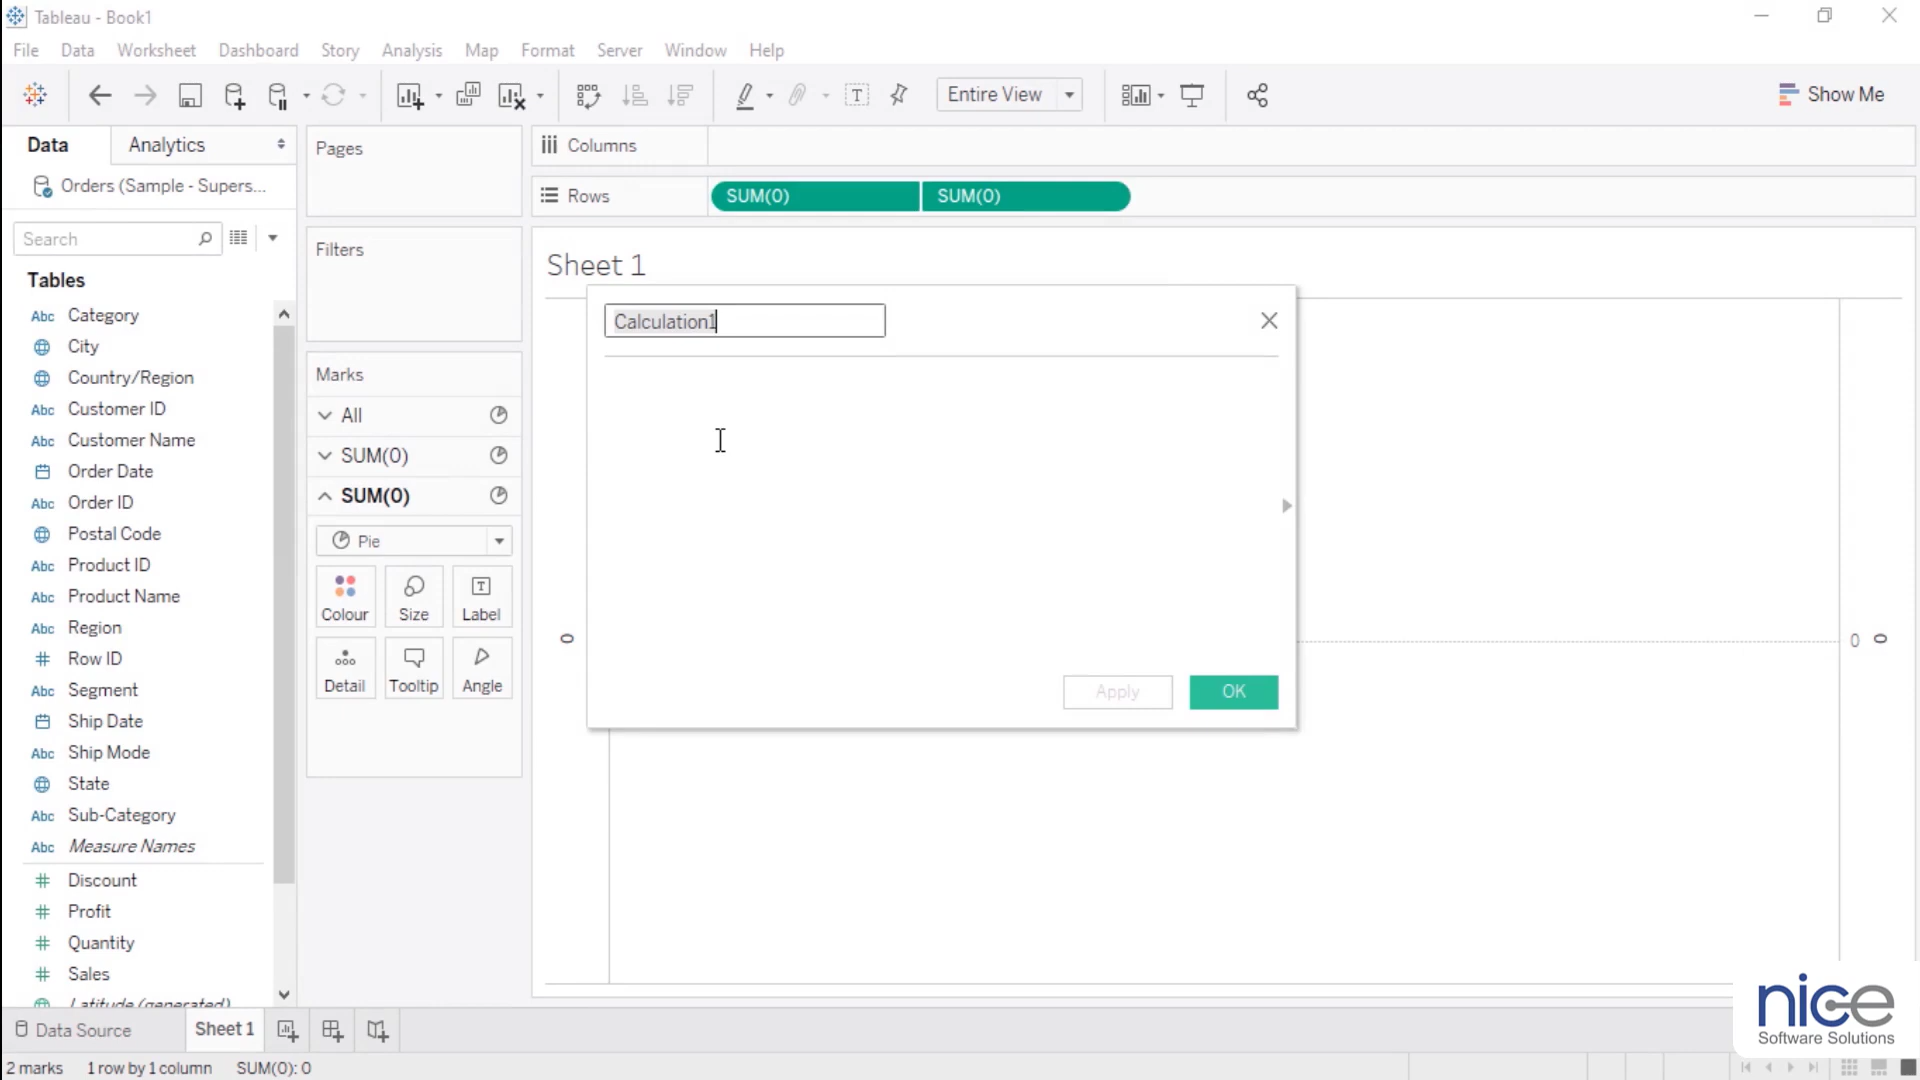 Tableau - Book1
File Data Worksheet Dashboard Story Analysis Map Format Server Window Help
Entire View
Show Me
Data Analytics
Pages
Columns
Orders (Sample - Supers...
Rows SUM(0) SUM(0)
Search
Filters
Sheet 1
Tables
Abc Category
City
Country/Region
Abc Customer ID
Abc Customer Name
Order Date
Abc Order ID
Postal Code
Abc Product ID
Abc Product Name
Abc Region
Row ID
Abc Segment
Ship Date
Abc Ship Mode
State
Abc Sub-Category
Abc Measure Names
# Discount
# Profit
# Quantity
# Sales
Latitude (generated)
Marks
All
SUM(0)
SUM(0)
Pie
Colour Size Label
Detail Tooltip Angle
Calculation1
Apply OK
0
0 0
Data Source Sheet 1
2 marks 1 row by 1 column SUM(0): 0
nice
Software Solutions